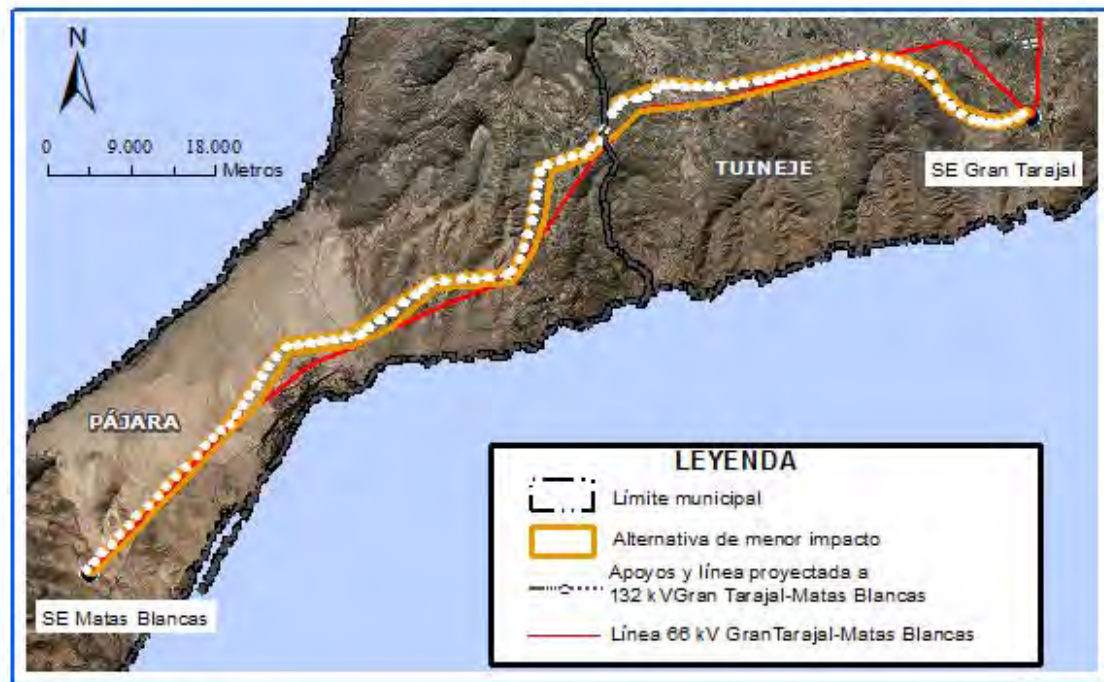 N
0 9.000 18.000
Metros
TUINEJE
SE Gran Tarajal
PÁJARA
SE Matas Blancas
LEYENDA
Límite municipal
Alternativa de menor impacto
Apoyos y línea proyectada a
132 kVGran Tarajal-Matas Blancas
Línea 66 kV GranTarajal-Matas Blancas